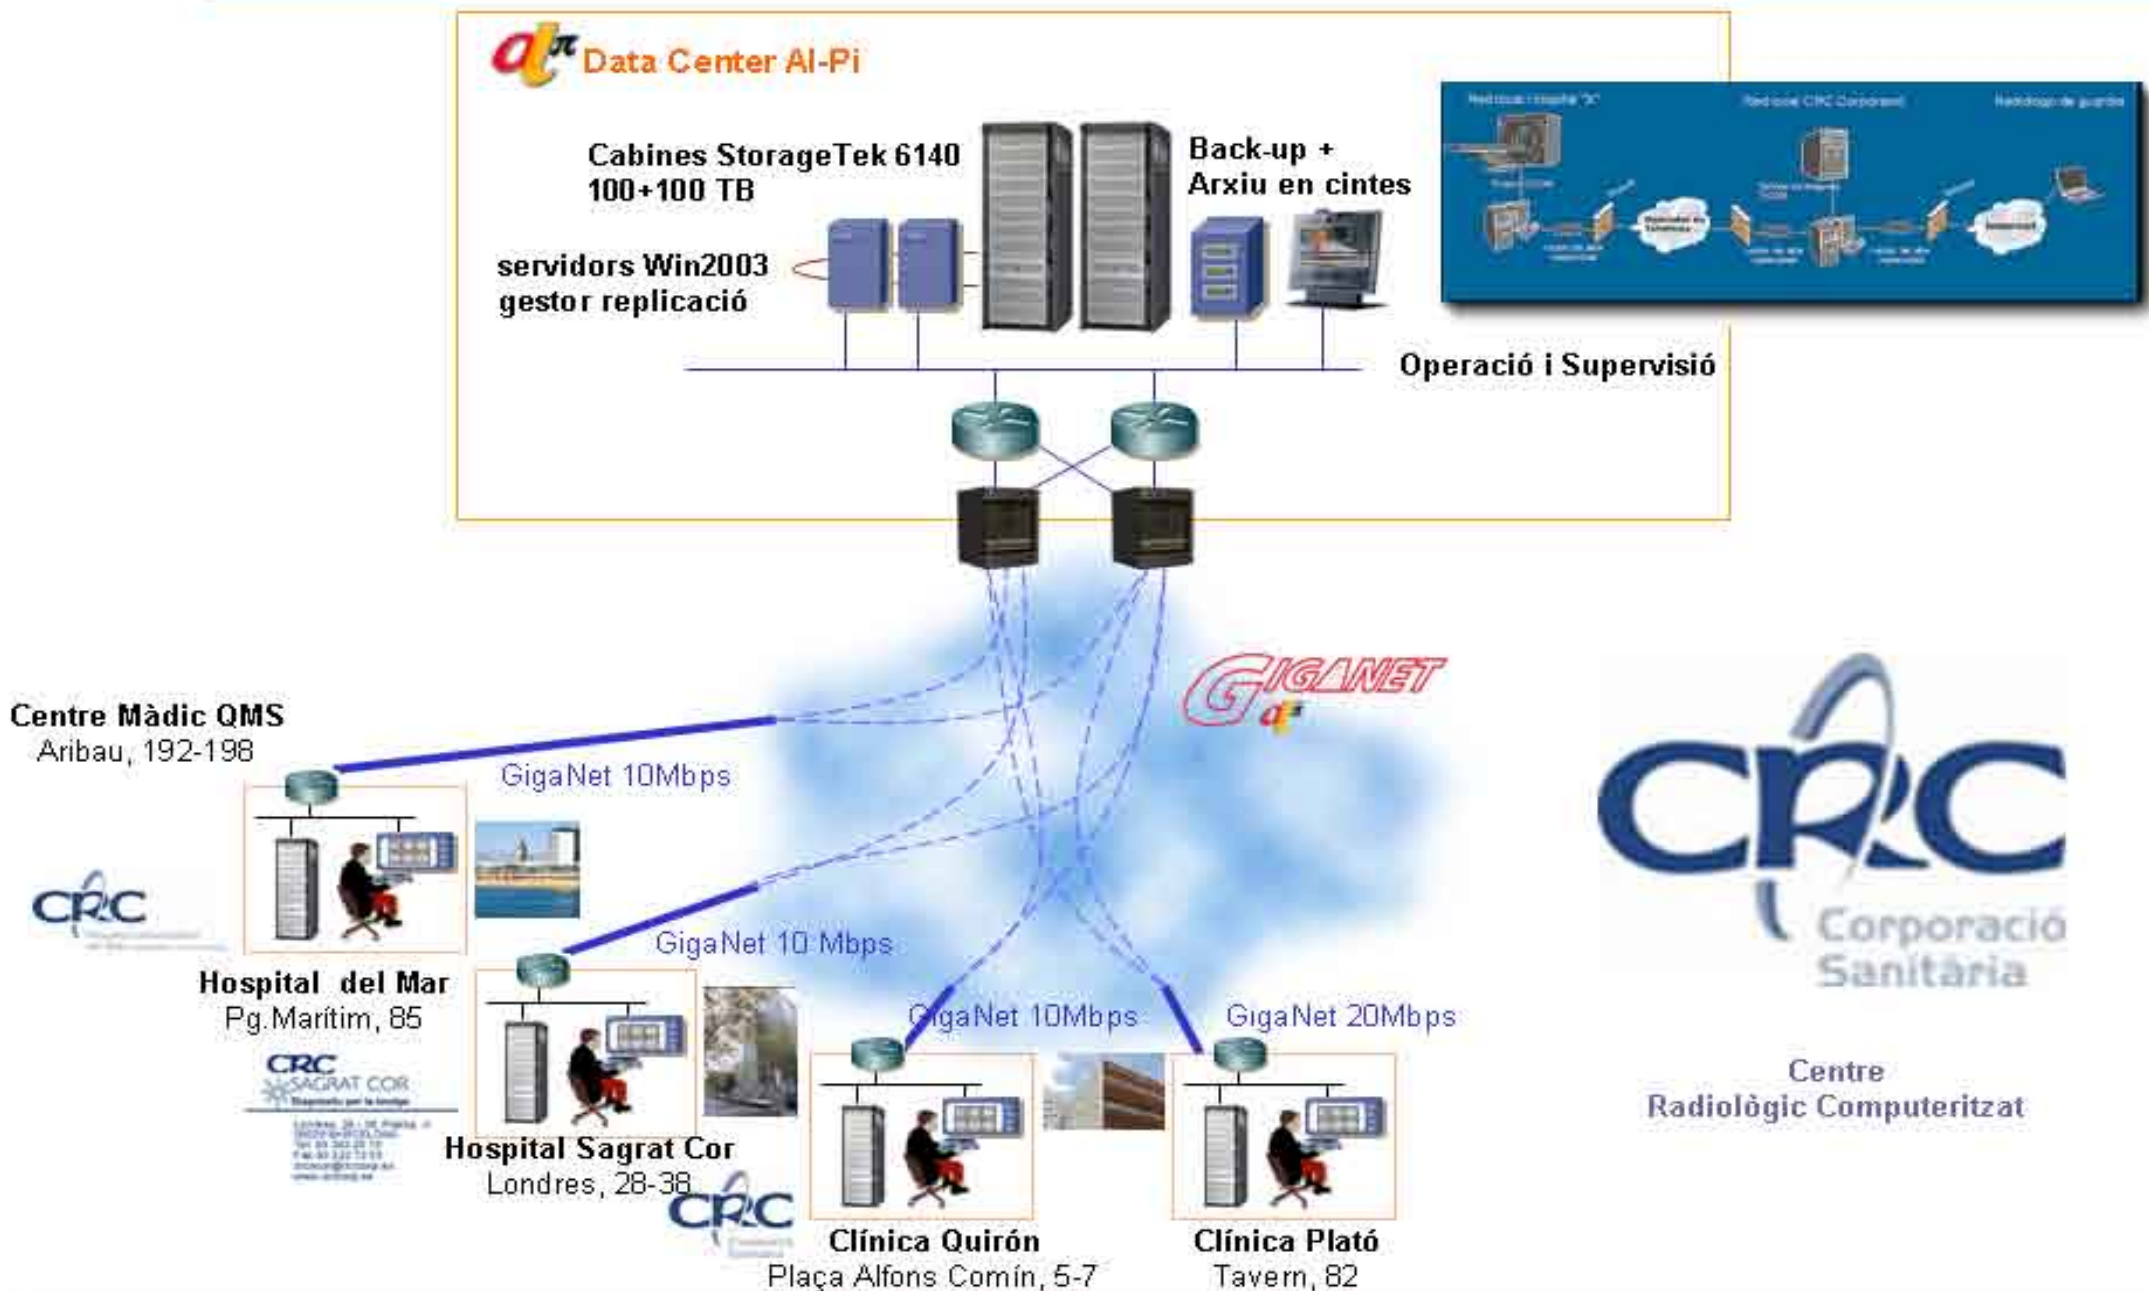 Data Center Al-Pi
Cabines StorageTek 6140
100+100 TB
Back-up +
Arxiu en cintes
servidors Win2003
gestor replicació
Operació i Supervisió
GIGANET
Centre Màdic QMS
Aribau, 192-198
GigaNet 10Mbps
CRC
Corporació
Sanitària
CRC
GigaNet 10 Mbps
Hospital  del Mar
Pg.Marítim, 85
GigaNet 10Mbps
GigaNet 20Mbps
Centre
Radiològic Computeritzat
CRC
SAGRAT COR
Hospital Sagrat Cor
Londres, 28-38
CRC
Clínica Quirón
Plaça Alfons Comín, 5-7
Clínica Plató
Tavern, 82